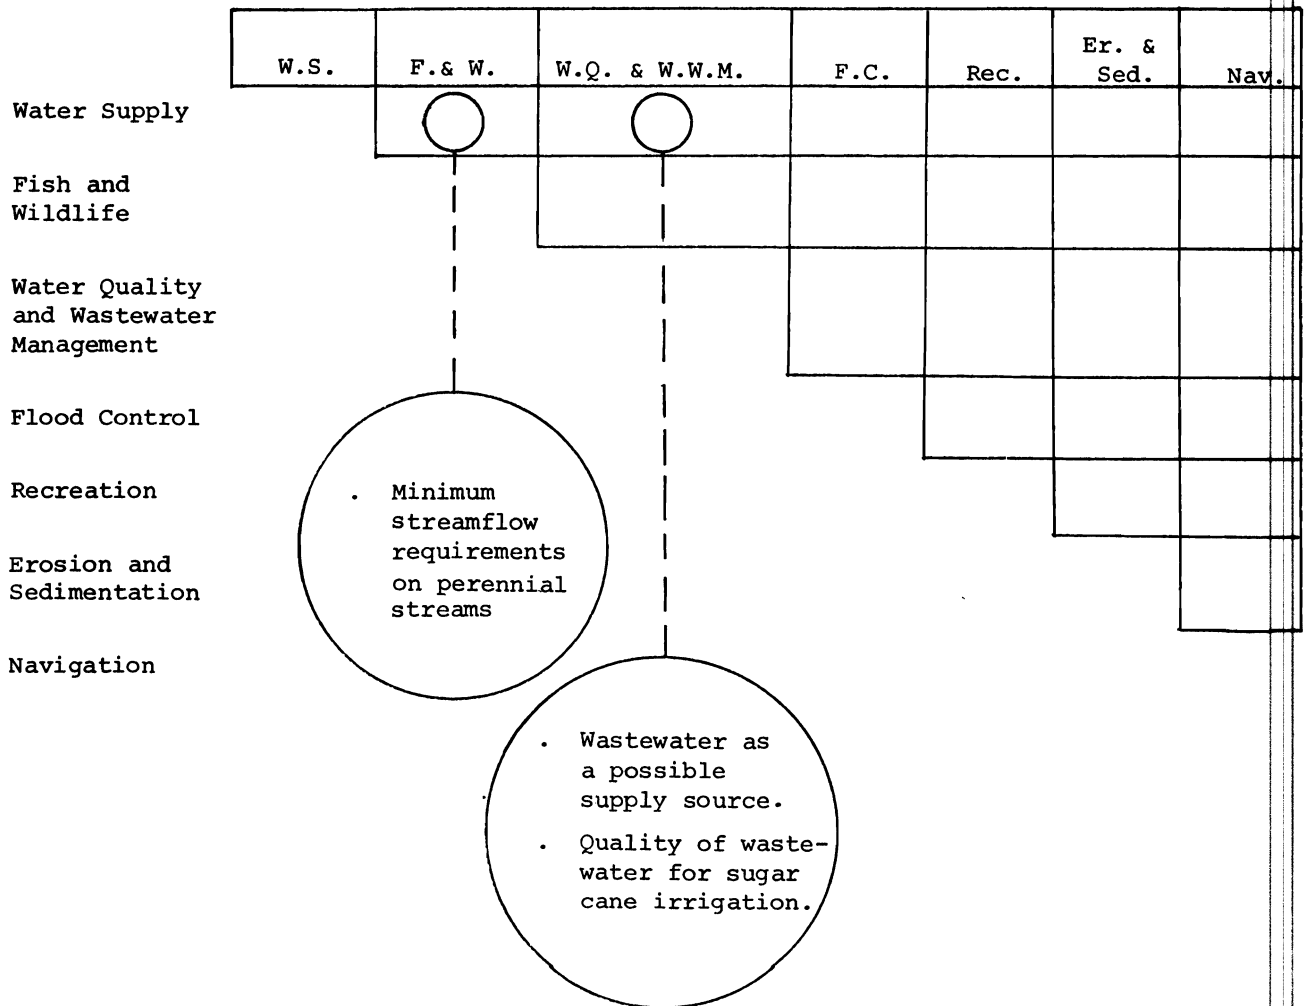 W.S. F.& W. W.Q. & W.W.M. F.C. Rec. Er. & Sed. Nav.
Water Supply
Fish and
Wildlife
Water Quality
and Wastewater
Management
Flood Control
Recreation
Erosion and
Sedimentation
Navigation
. Minimum
streamflow
requirements
on perennial
streams
. Wastewater as
a possible
supply source.
. Quality of waste-
water for sugar
cane irrigation.